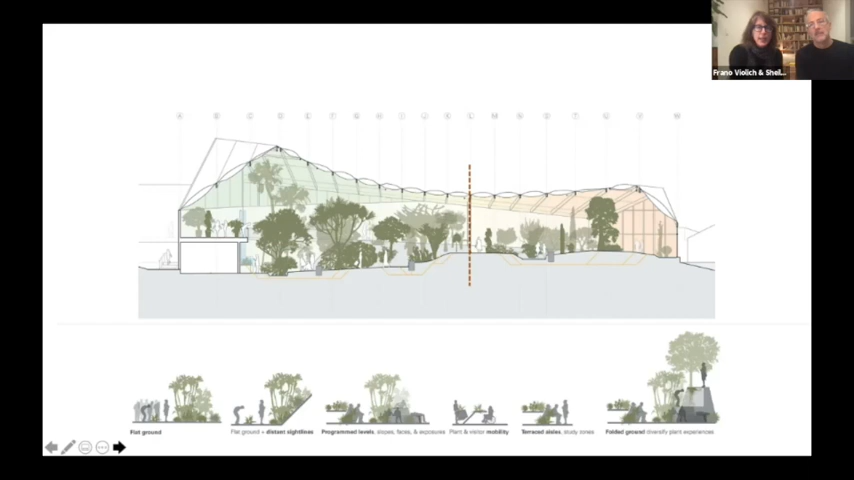 Frano Violich & Shei...
A B C D E F G H I J K L M N S T U P
Flat ground
Flat ground + distant sightlines
Programmed levels, slopes, faces, & exposures
Plant & visitor mobility
Terraced aisles, study zones
Folded ground diversify plant experiences